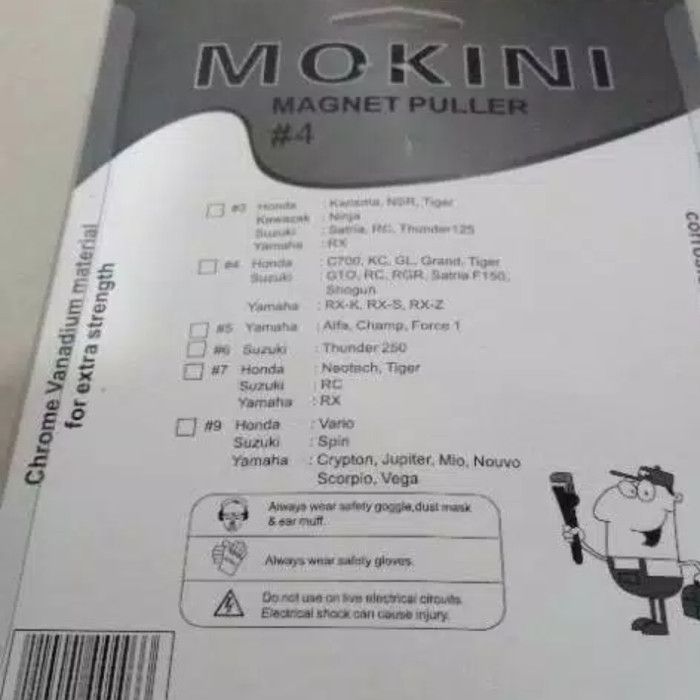 MOKINI
MAGNET PULLER
#4
#3 Honda : Karisma, NSR, Tiger
Kawasak : Ninja
Suzuki : Satria, RC, Thunder125
Yamaha : RX
#4 Honda : C700, KC, GL, Grand, Tiger
Suzuki : GTO, RC, RGR, Satria F150,
Shogun
Yamaha : RX-K, RX-S, RX-Z
#5 Yamaha : Alfa, Champ, Force 1
#6 Suzuki : Thunder 250
#7 Honda : Neotech, Tiger
Suzuki : RC
Yamaha : RX
#9 Honda : Vario
Suzuki : Spin
Yamaha : Crypton, Jupiter, Mio, Nouvo
Scorpio, Vega
Always wear safety goggle,dust mask
& ear muff.
Always wear safety gloves.
Do not use on live electrical circuits.
Electrical shock can cause injury.
Chrome Vanadium material
for extra strength